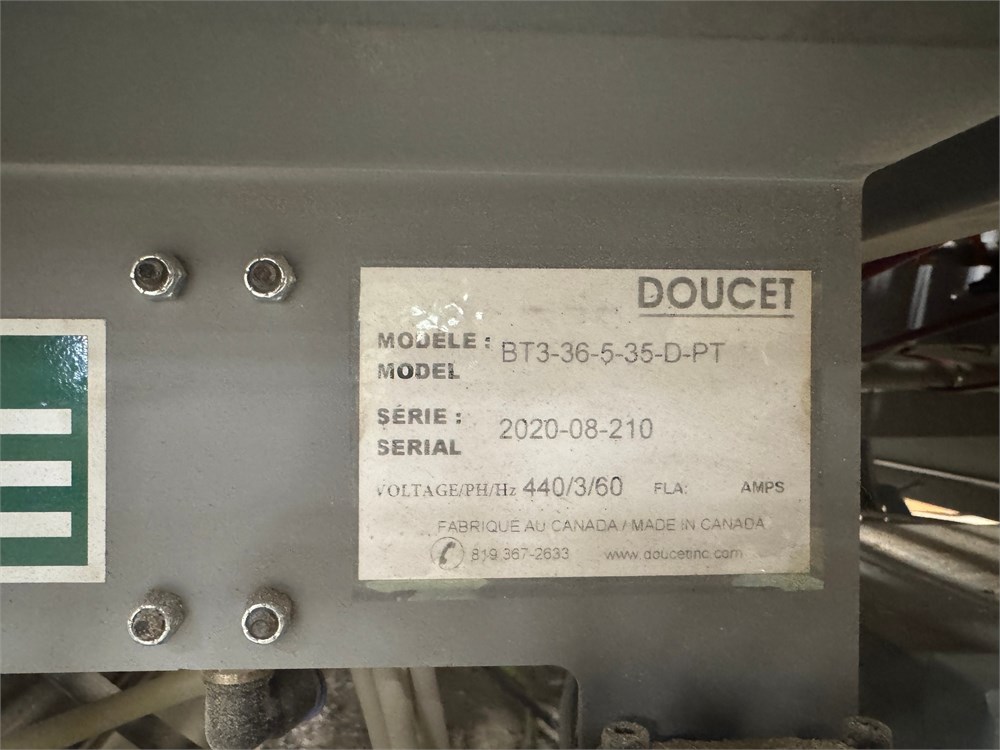 DOUCET
MODÈLE : BT3-36-5-35-D-PT
MODEL
SÉRIE : 2020-08-210
SERIAL
VOLTAGE/PH/Hz 440/3/60 FLA: AMPS
FABRIQUE AU CANADA / MADE IN CANADA
819 367-2633 www.doucetinc.com